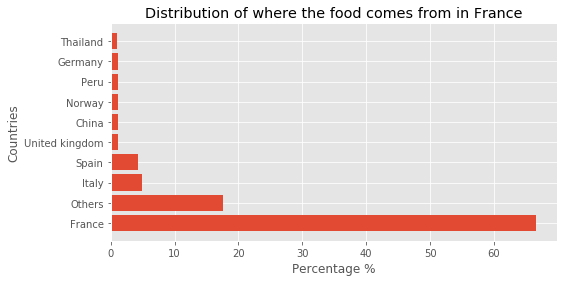 Distribution of where the food comes from in France
Countries
Thailand
Germany
Peru
Norway
China
United kingdom
Spain
Italy
Others
France
0 10 20 30 40 50 60
Percentage %